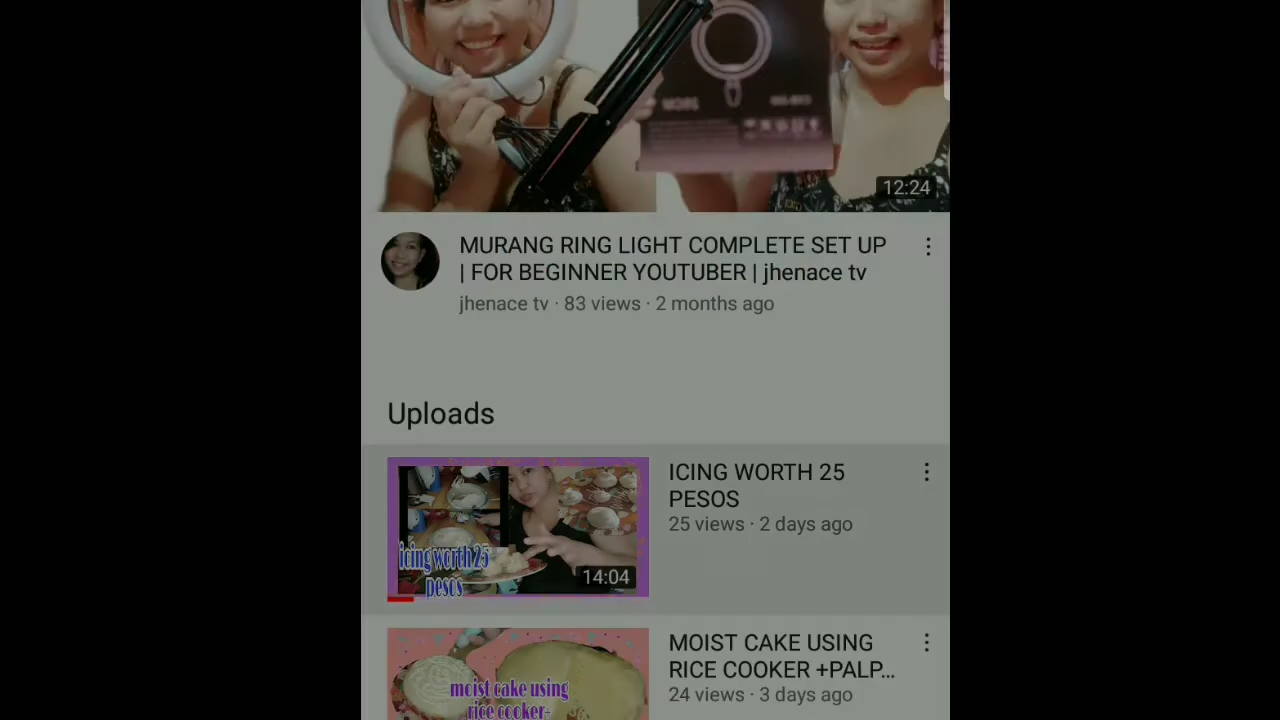 12:24
MURANG RING LIGHT COMPLETE SET UP
| FOR BEGINNER YOUTUBER | jhenace tv
jhenace tv · 83 views · 2 months ago
Uploads
icing worth 25
pesos
14:04
ICING WORTH 25
PESOS
25 views · 2 days ago
moist cake using
rice cooker+
MOIST CAKE USING
RICE COOKER +PALP...
24 views · 3 days ago